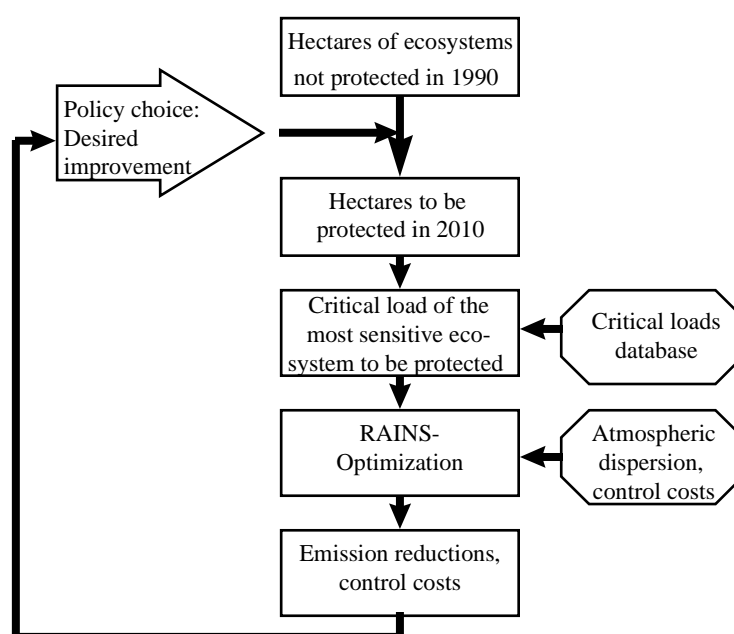 Hectares of ecosystems
not protected in 1990
Policy choice:
Desired
improvement
Hectares to be
protected in 2010
Critical load of the
most sensitive eco-
system to be protected
Critical loads
database
RAINS-
Optimization
Atmospheric
dispersion,
control costs
Emission reductions,
control costs